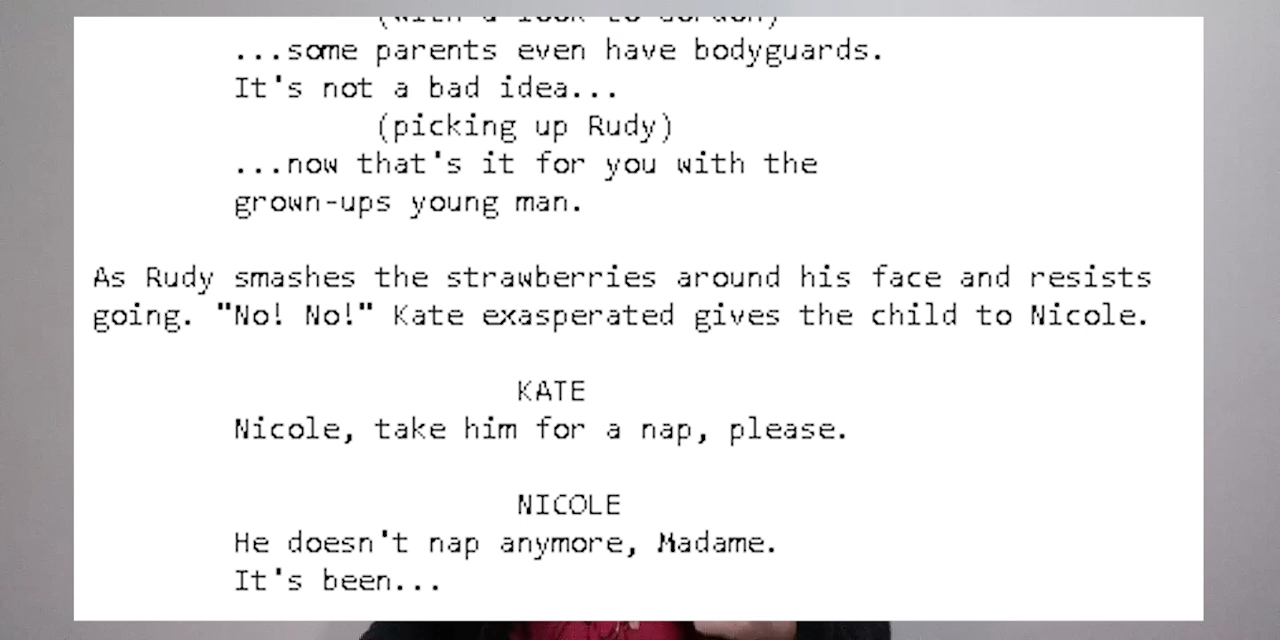 ...some parents even have bodyguards.
It's not a bad idea...
(picking up Rudy)
...now that's it for you with the
grown-ups young man.
As Rudy smashes the strawberries around his face and resists
going. "No! No!" Kate exasperated gives the child to Nicole.
KATE
Nicole, take him for a nap, please.
NICOLE
He doesn't nap anymore, Madame.
It's been...